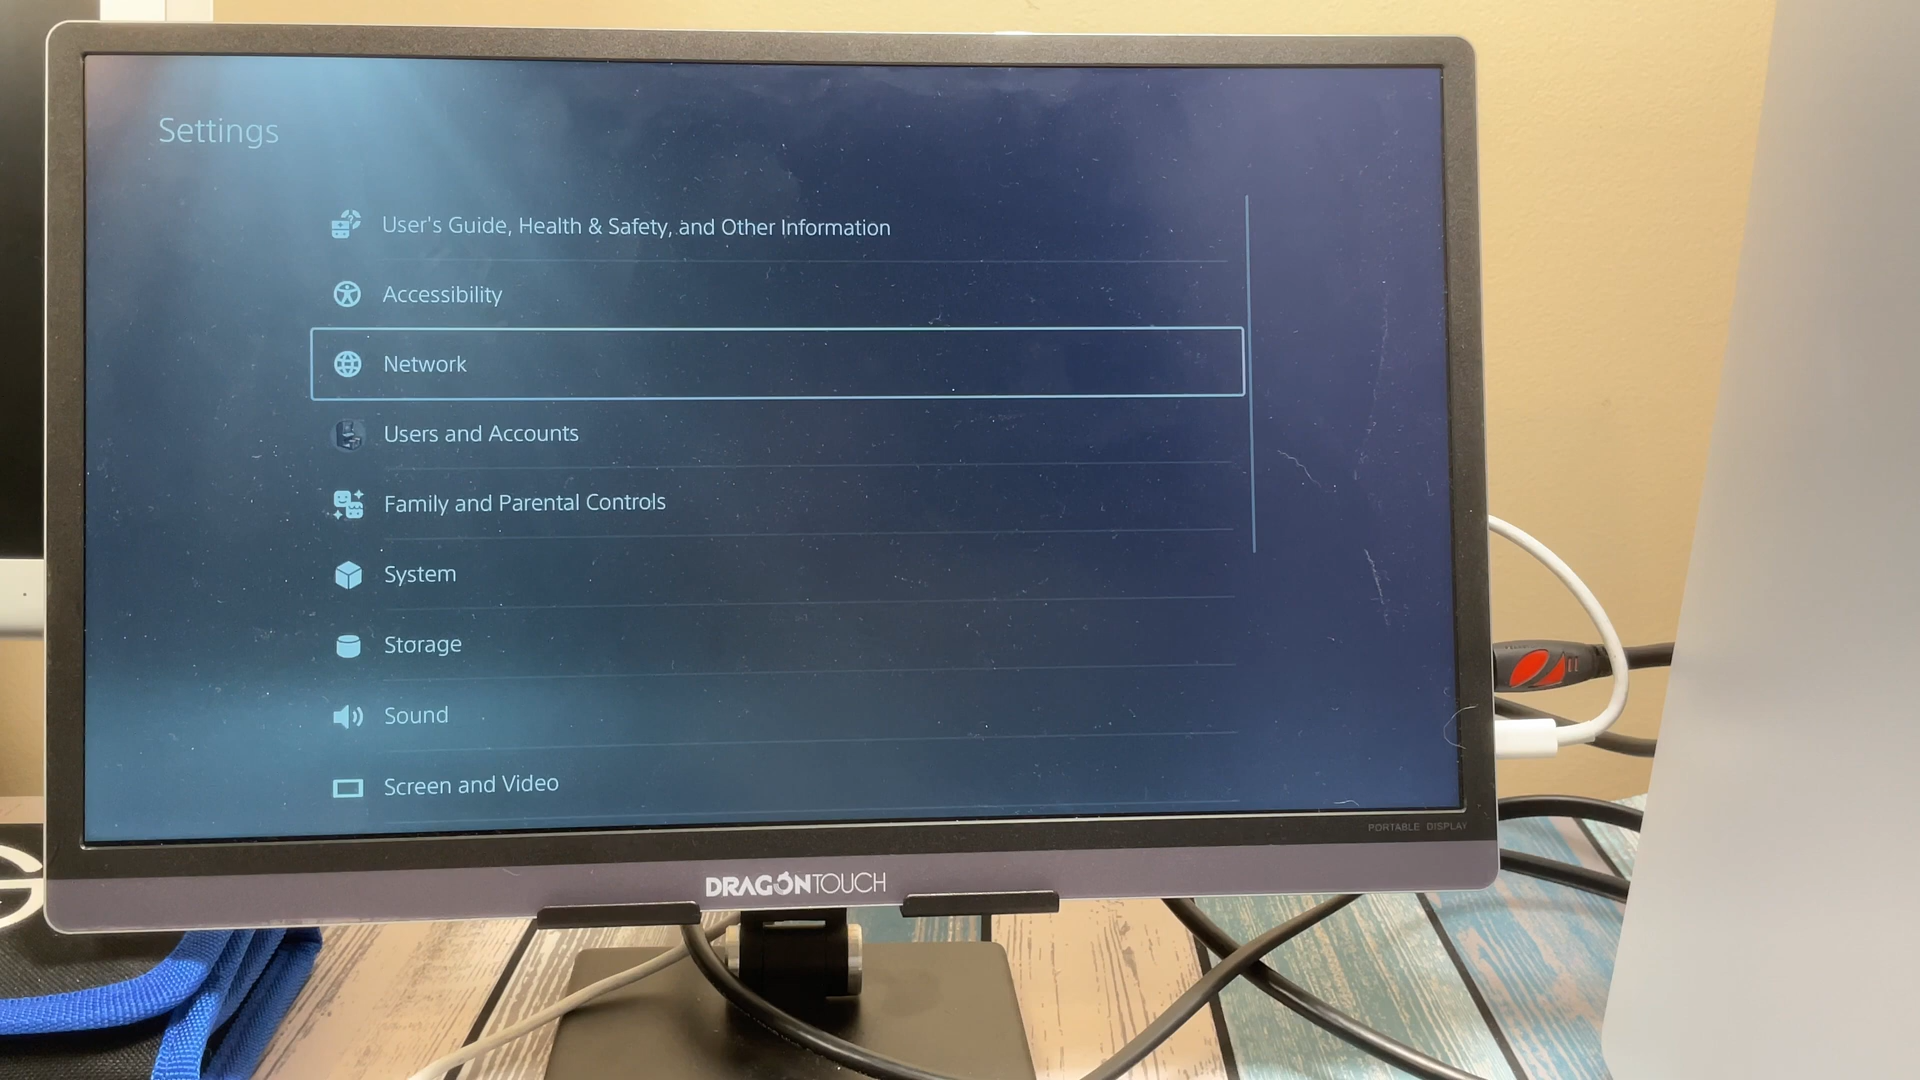 Settings
User's Guide, Health & Safety, and Other Information
Accessibility
Network
Users and Accounts
Family and Parental Controls
System
Storage
Sound
Screen and Video
PORTABLE DISPLAY
DRAGONTOUCH